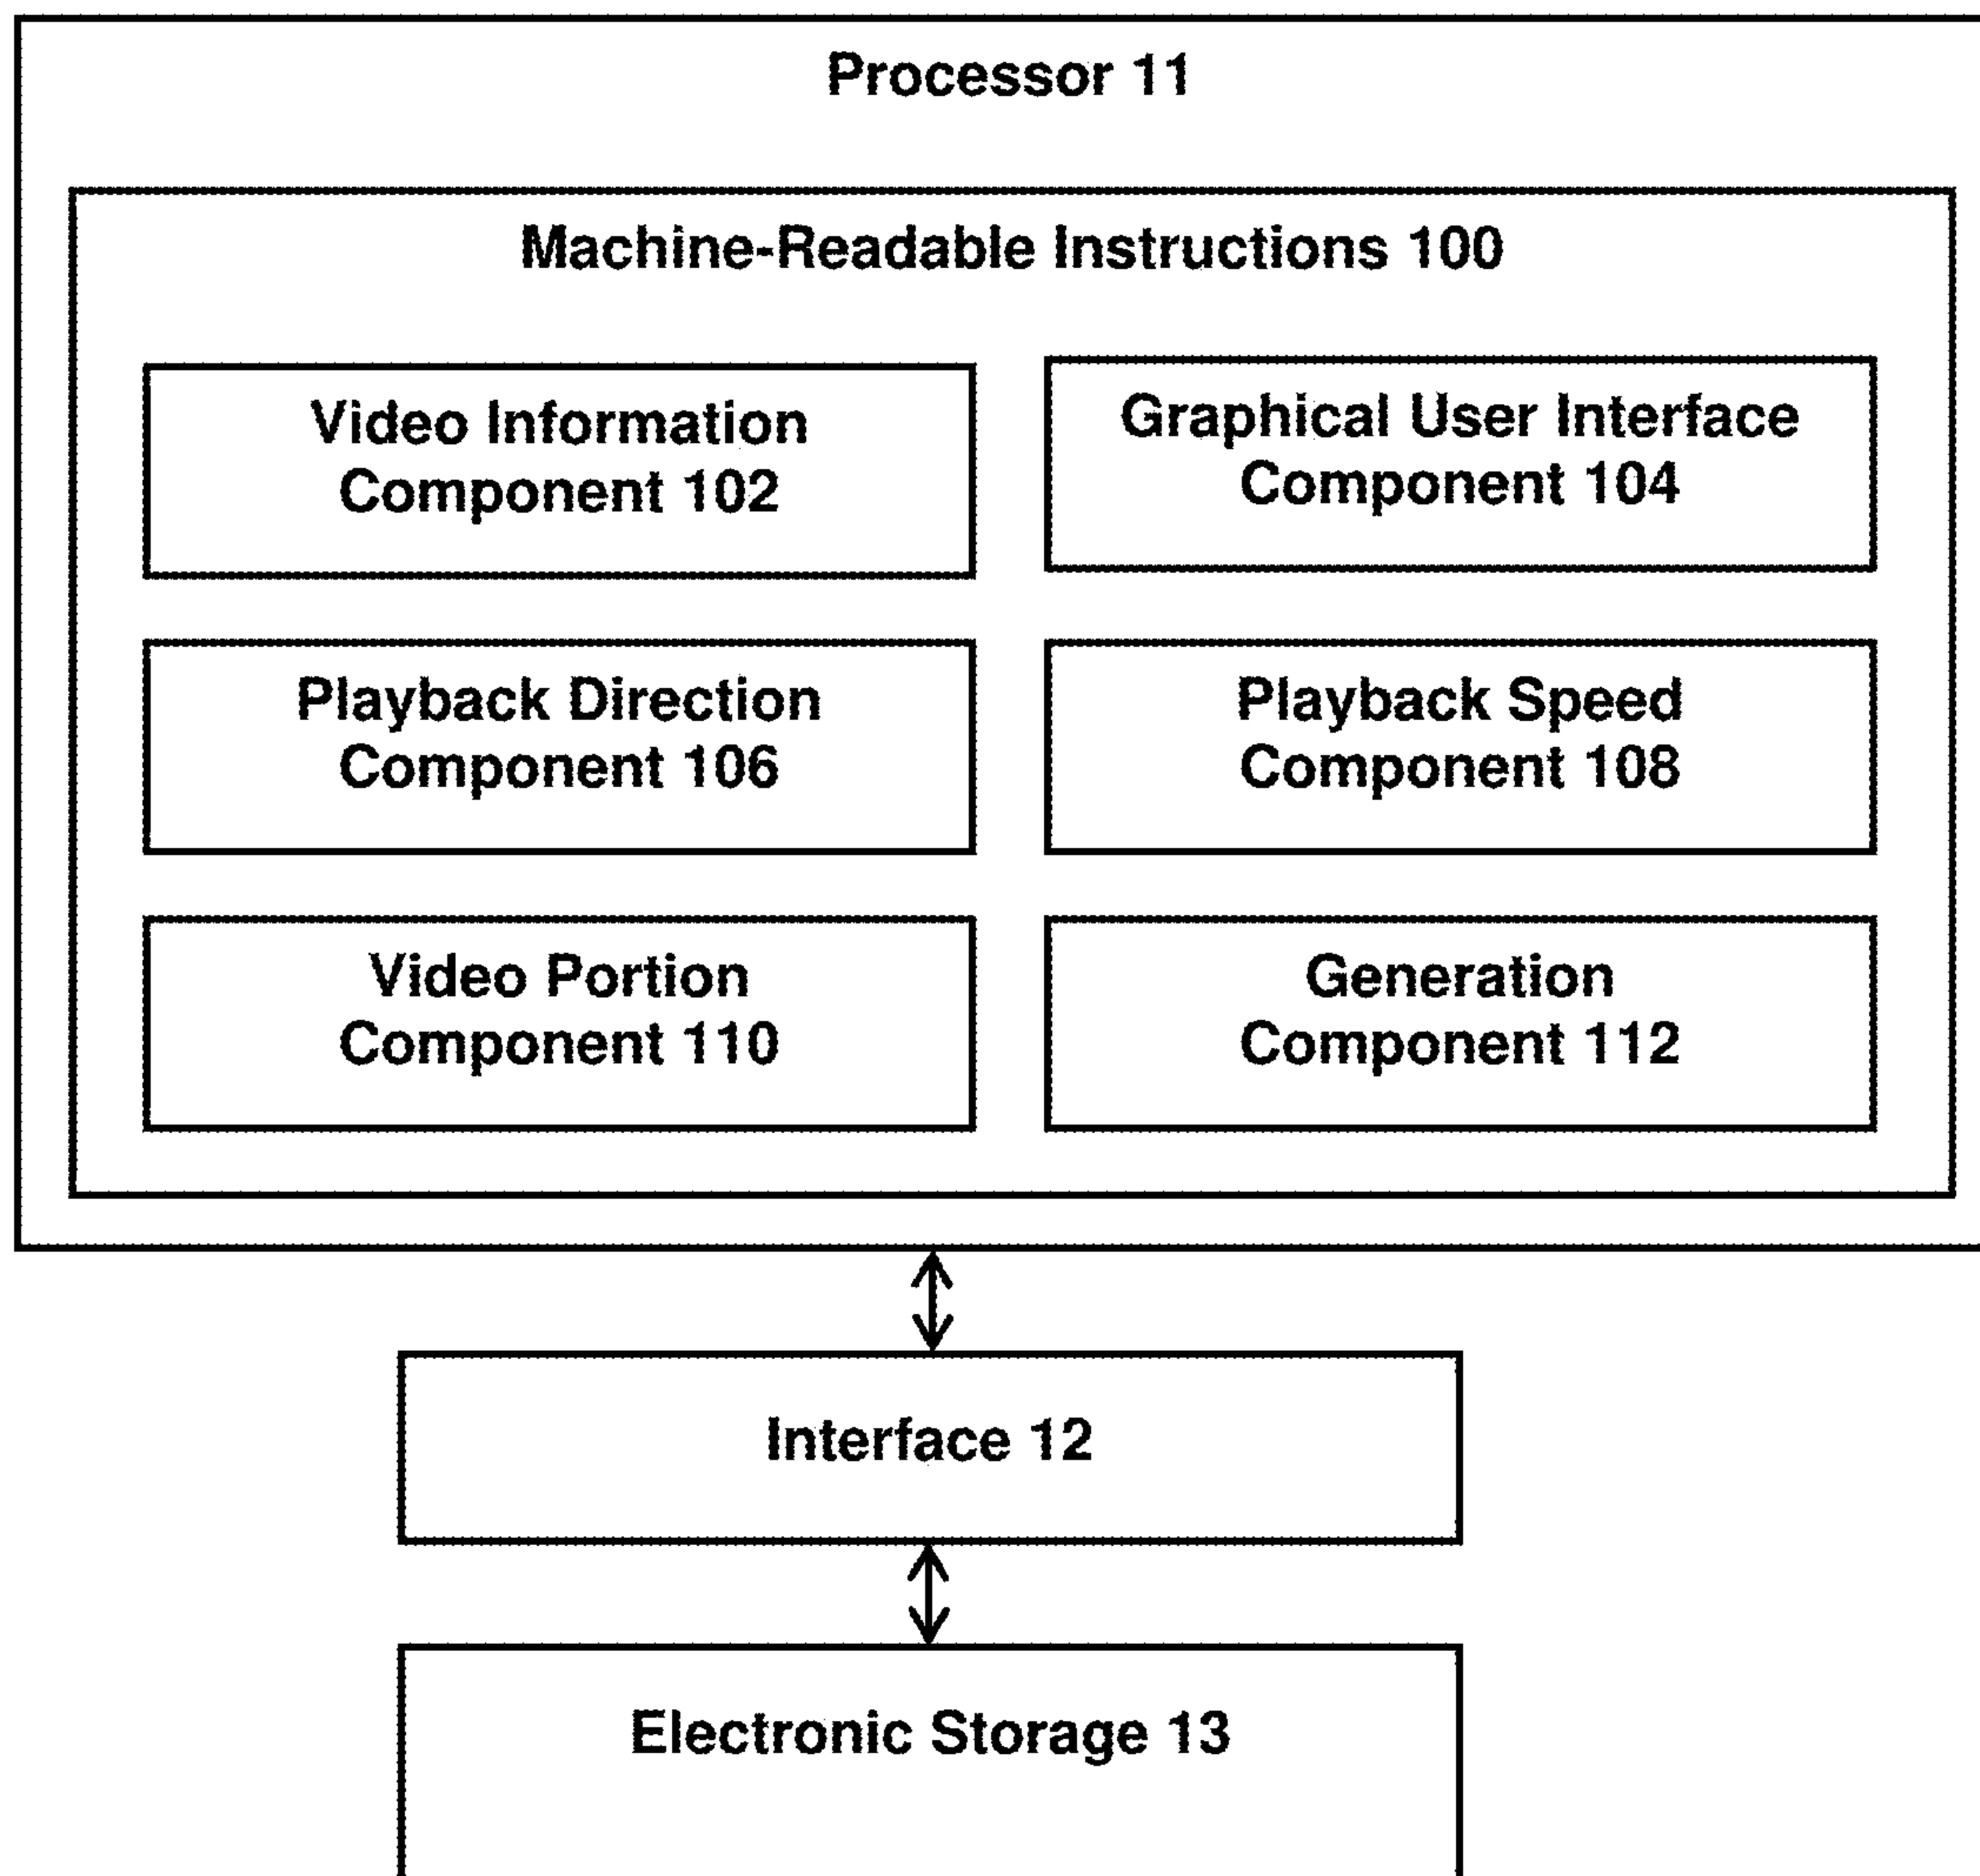 Processor 11
Machine-Readable Instructions 100
Video Information
Component 102
Graphical User Interface
Component 104
Playback Direction
Component 106
Playback Speed
Component 108
Video Portion
Component 110
Generation
Component 112
Interface 12
Electronic Storage 13